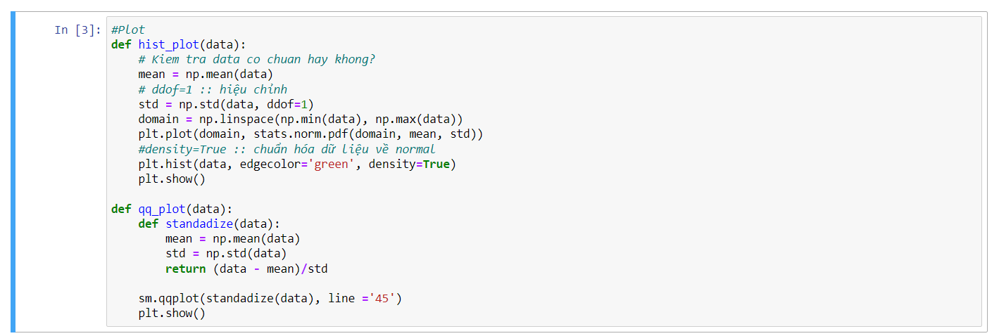 In [3]: #Plot
def hist_plot(data):
    # Kiem tra data co chuan hay khong?
    mean = np.mean(data)
    # ddof=1 :: hiệu chỉnh
    std = np.std(data, ddof=1)
    domain = np.linspace(np.min(data), np.max(data))
    plt.plot(domain, stats.norm.pdf(domain, mean, std))
    #density=True :: chuẩn hóa dữ liệu về normal
    plt.hist(data, edgecolor='green', density=True)
    plt.show()

def qq_plot(data):
    def standadize(data):
        mean = np.mean(data)
        std = np.std(data)
        return (data - mean)/std

    sm.qqplot(standadize(data), line ='45')
    plt.show()